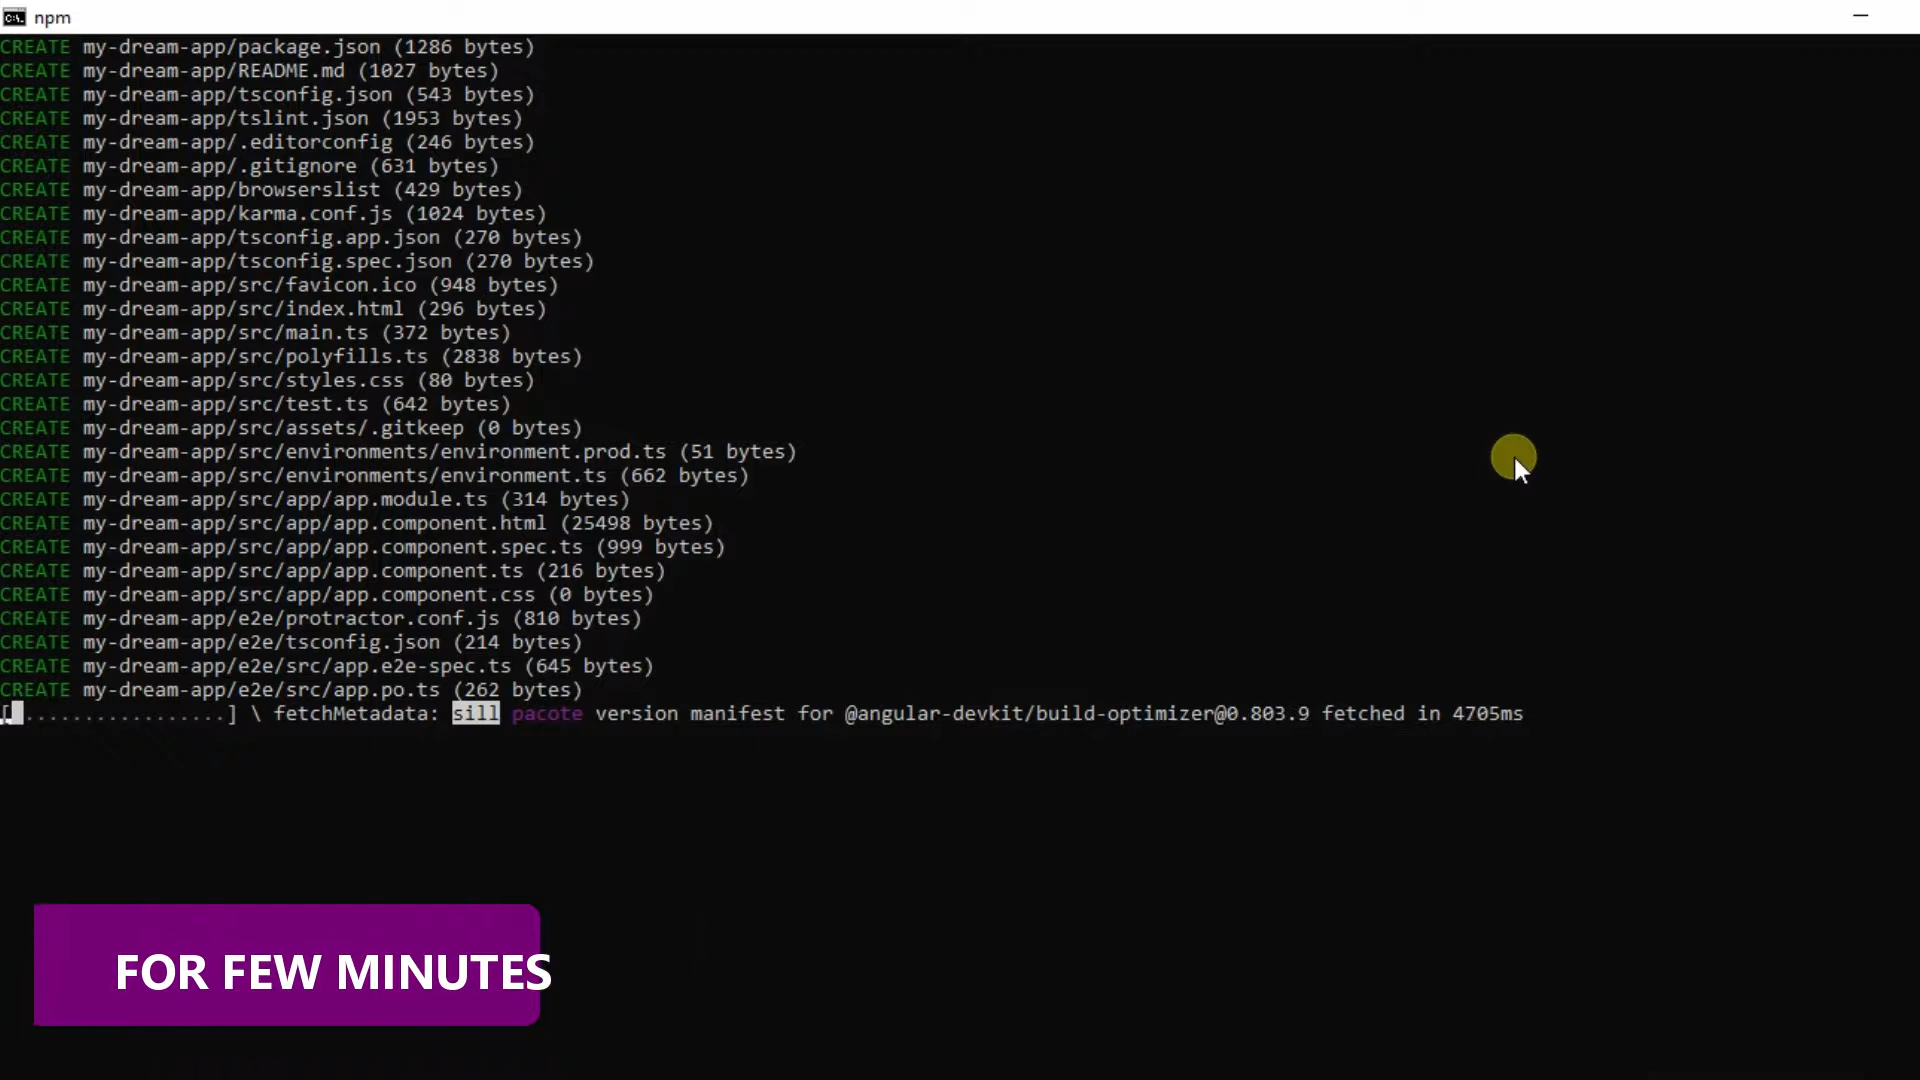 npm
CREATE my-dream-app/package.json (1286 bytes)
CREATE my-dream-app/README.md (1027 bytes)
CREATE my-dream-app/tsconfig.json (543 bytes)
CREATE my-dream-app/tslint.json (1953 bytes)
CREATE my-dream-app/.editorconfig (246 bytes)
CREATE my-dream-app/.gitignore (631 bytes)
CREATE my-dream-app/browserslist (429 bytes)
CREATE my-dream-app/karma.conf.js (1024 bytes)
CREATE my-dream-app/tsconfig.app.json (270 bytes)
CREATE my-dream-app/tsconfig.spec.json (270 bytes)
CREATE my-dream-app/src/favicon.ico (948 bytes)
CREATE my-dream-app/src/index.html (296 bytes)
CREATE my-dream-app/src/main.ts (372 bytes)
CREATE my-dream-app/src/polyfills.ts (2838 bytes)
CREATE my-dream-app/src/styles.css (80 bytes)
CREATE my-dream-app/src/test.ts (642 bytes)
CREATE my-dream-app/src/assets/.gitkeep (0 bytes)
CREATE my-dream-app/src/environments/environment.prod.ts (51 bytes)
CREATE my-dream-app/src/environments/environment.ts (662 bytes)
CREATE my-dream-app/src/app/app.module.ts (314 bytes)
CREATE my-dream-app/src/app/app.component.html (25498 bytes)
CREATE my-dream-app/src/app/app.component.spec.ts (999 bytes)
CREATE my-dream-app/src/app/app.component.ts (216 bytes)
CREATE my-dream-app/src/app/app.component.css (0 bytes)
CREATE my-dream-app/e2e/protractor.conf.js (810 bytes)
CREATE my-dream-app/e2e/tsconfig.json (214 bytes)
CREATE my-dream-app/e2e/src/app.e2e-spec.ts (645 bytes)
CREATE my-dream-app/e2e/src/app.po.ts (262 bytes)
[.................] \ fetchMetadata: sill pacote version manifest for @angular-devkit/build-optimizer@0.803.9 fetched in 4705ms
FOR FEW MINUTES